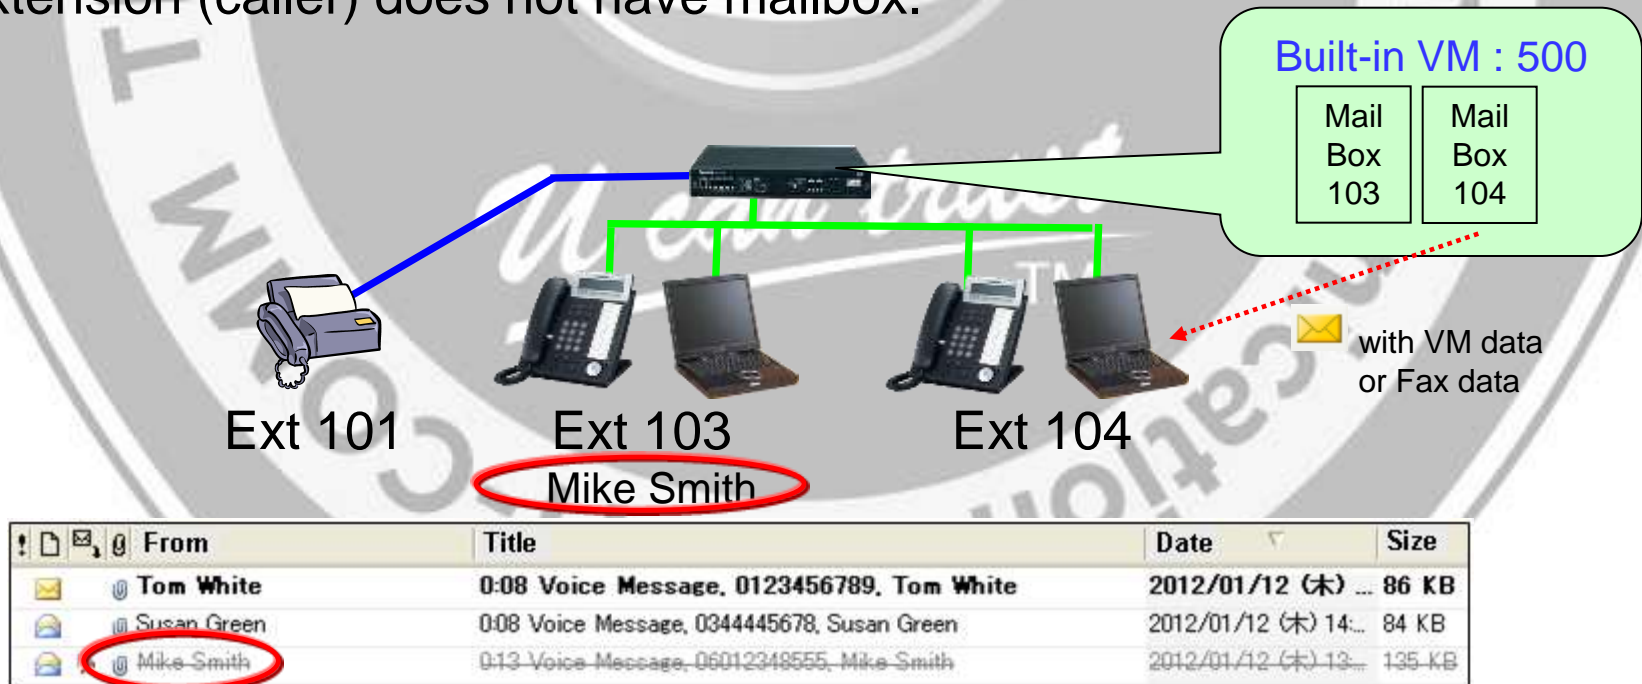 xtension (caller) does not have mailbox.
Built-in VM : 500
Mail Box 103
Mail Box 104
U can trust
TM
with VM data
or Fax data
Ext 101
Ext 103
Ext 104
Mike Smith
From Title Date Size
Tom White 0:08 Voice Message, 0123456789, Tom White 2012/01/12 (木) ... 86 KB
Susan Green 0:08 Voice Message, 0344445678, Susan Green 2012/01/12 (木) 14:... 84 KB
Mike Smith 0:13 Voice Message, 06012348555, Mike Smith 2012/01/12 (木) 13:... 135 KB